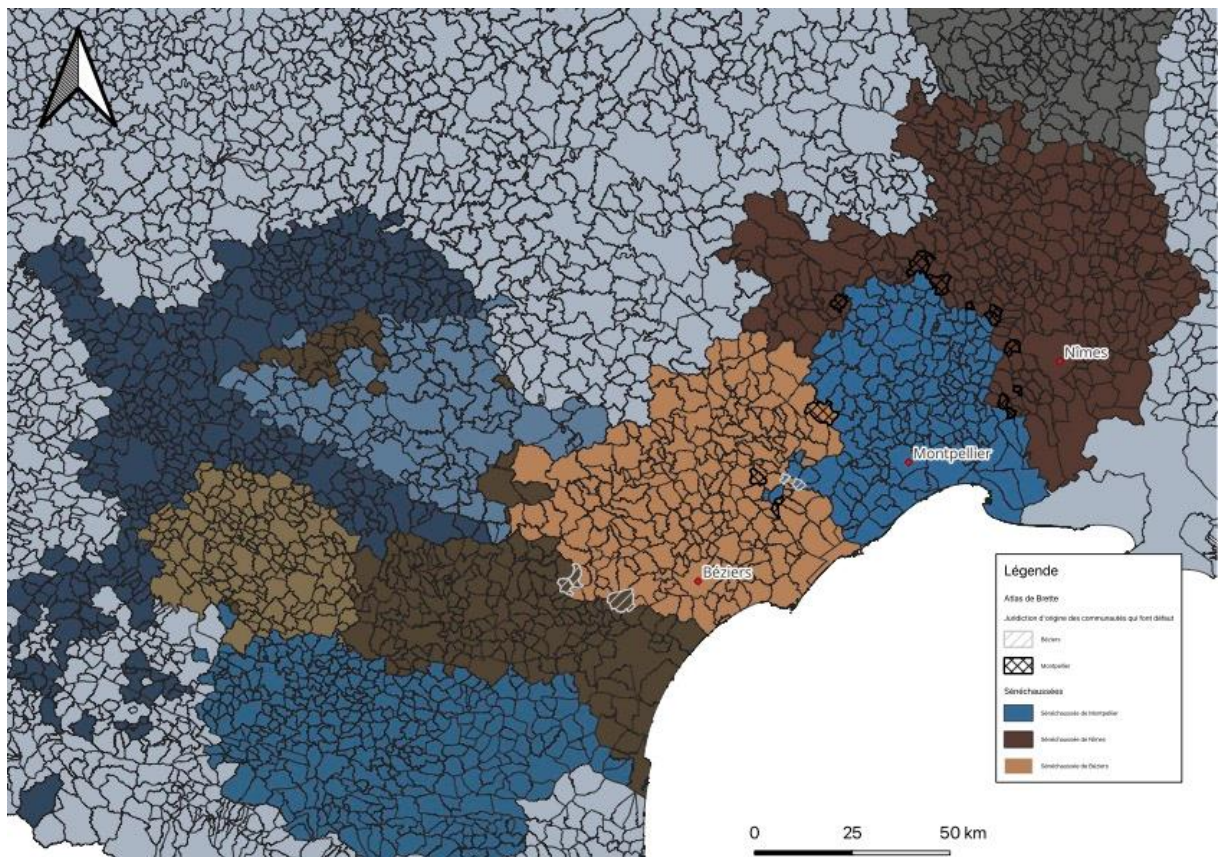 Nîmes
Montpellier
Béziers
Légende
Atlas de Brette
Juridiction d'origine des communautés qui font défaut
Béziers
Montpellier
Sénéchaussées
Sénéchaussée de Montpellier
Sénéchaussée de Nîmes
Sénéchaussée de Béziers
0 25 50 km